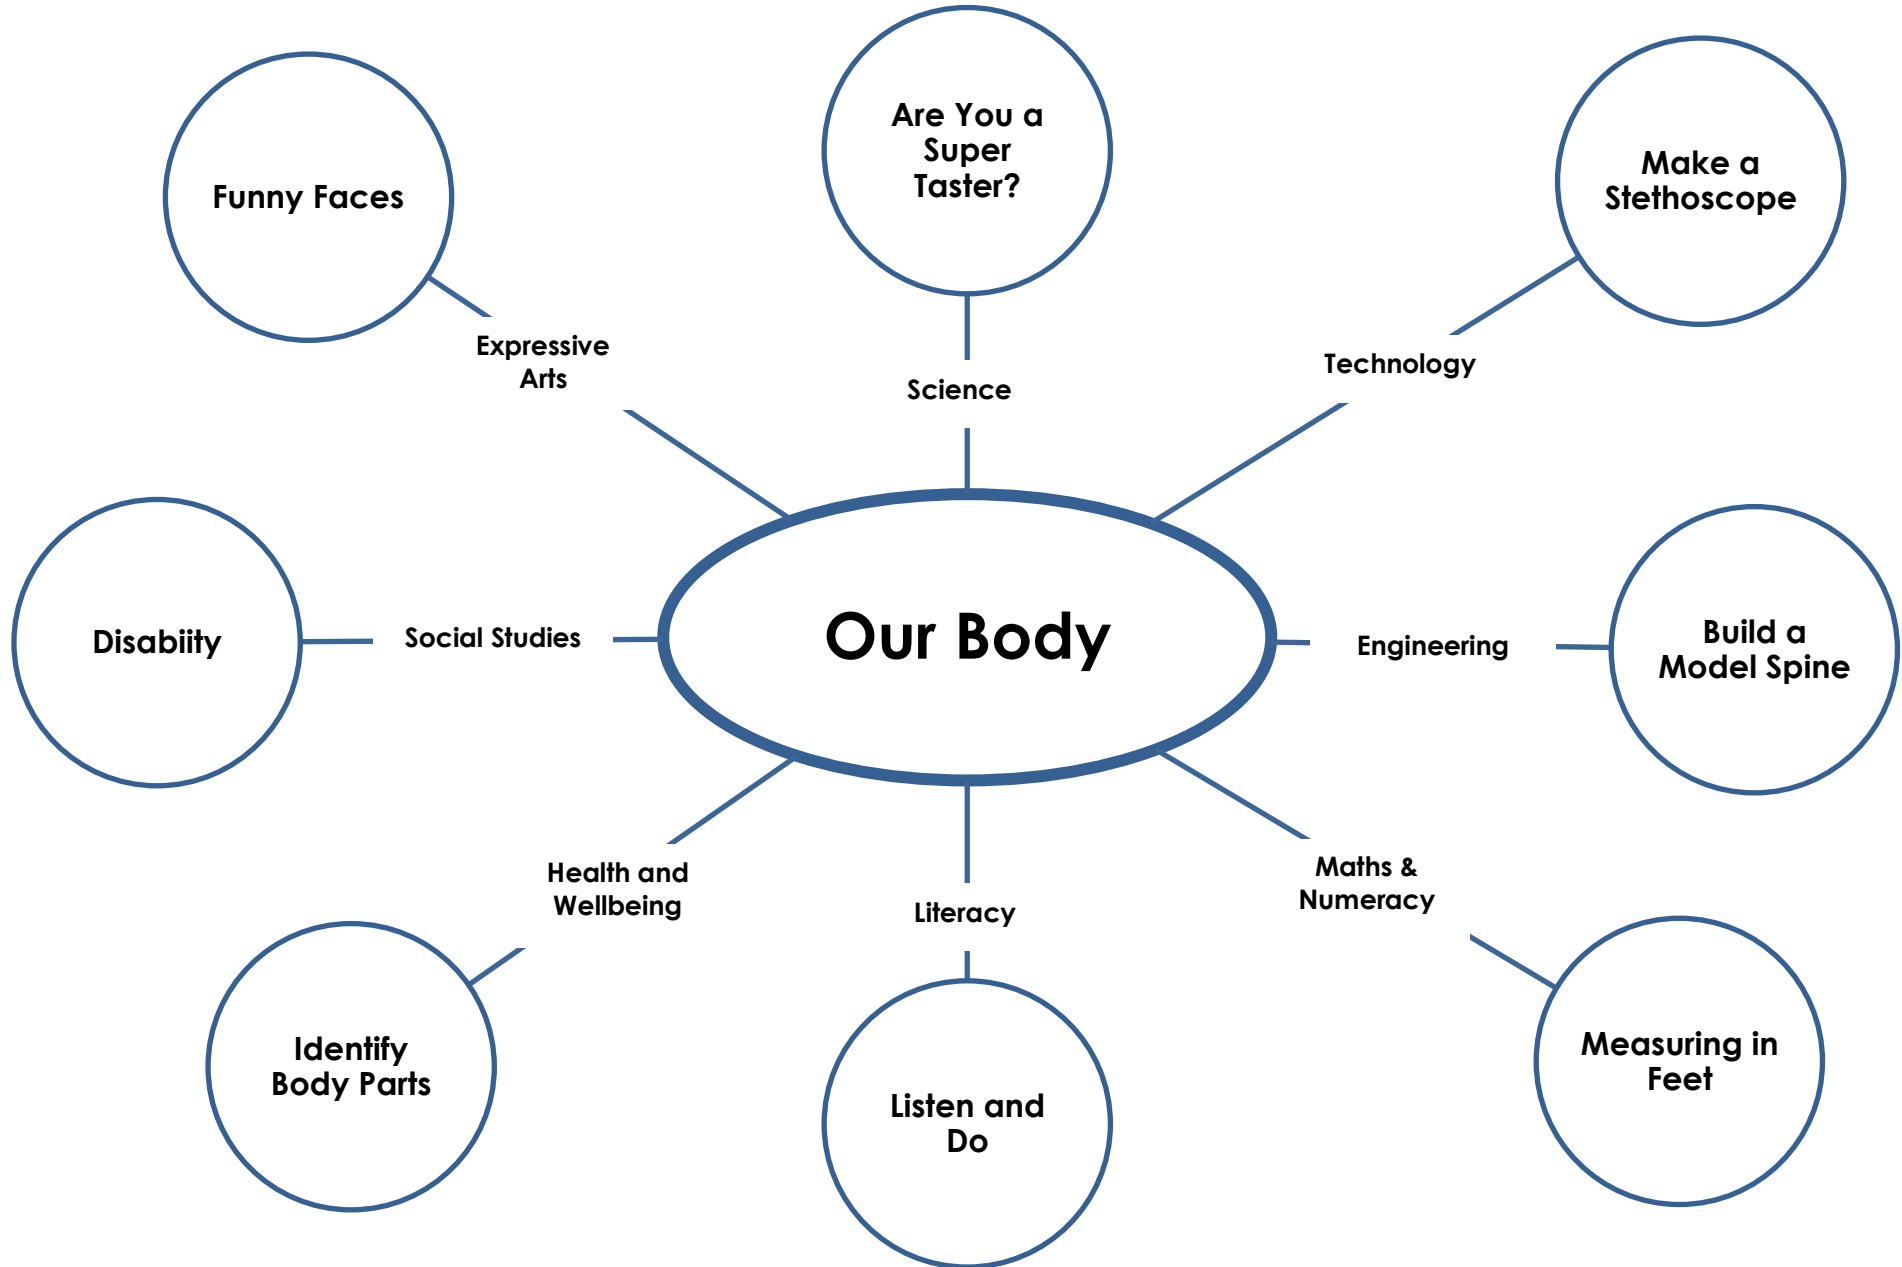 Are You a
Super
Taster?
Funny Faces
Make a
Stethoscope
Expressive
Arts
Science
Technology
Disabiity
Social Studies
Our Body
Engineering
Build a
Model Spine
Health and
Wellbeing
Literacy
Maths &
Numeracy
Identify
Body Parts
Listen and
Do
Measuring in
Feet